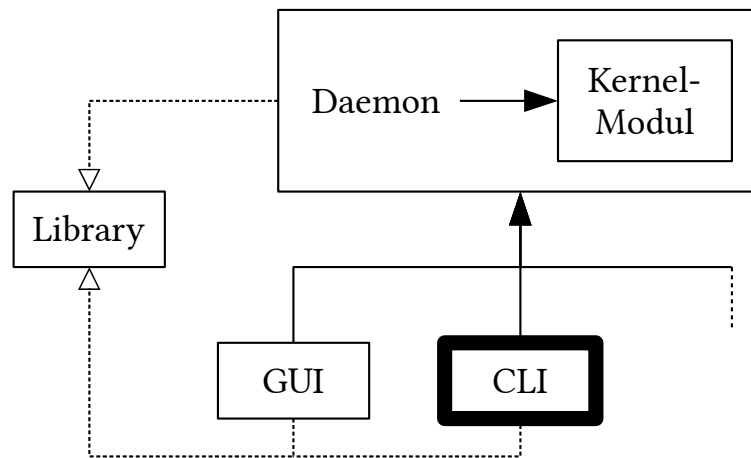 Daemon
Kernel-
Modul
Library
GUI
CLI